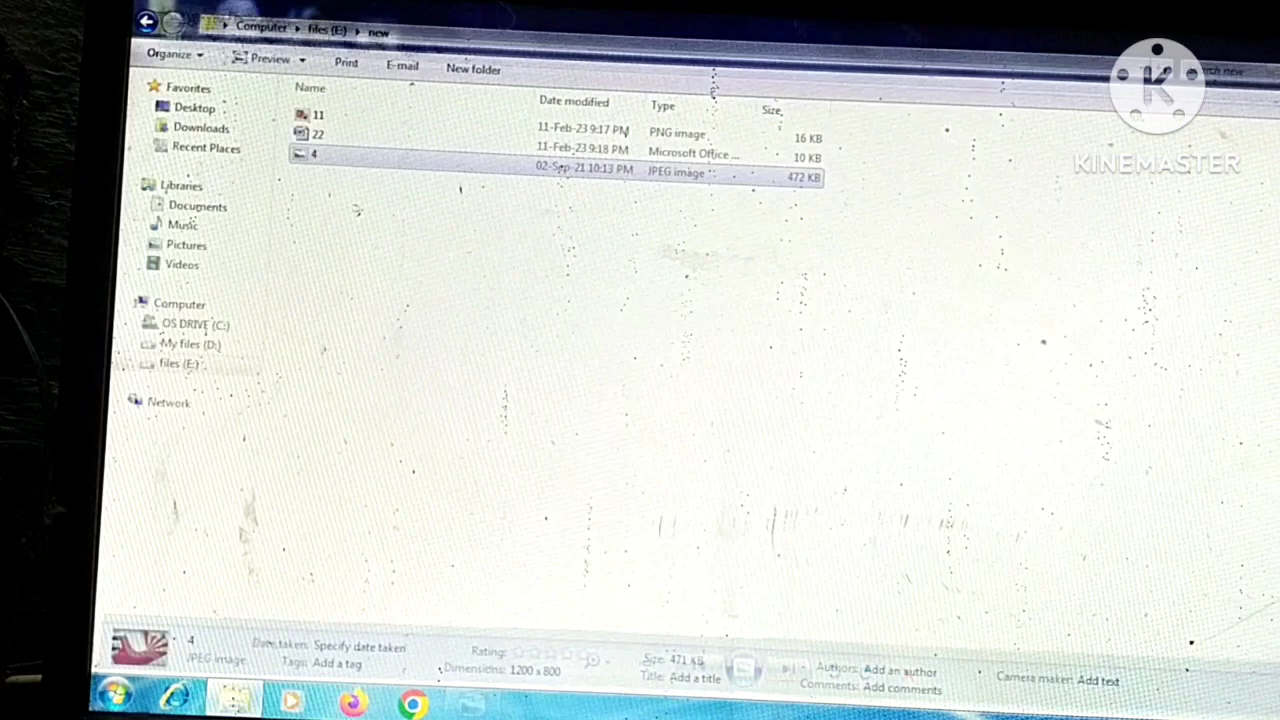 Computer ▸ files (E:) ▸ new
Organize Preview Print E-mail New folder
KINEMASTER
Favorites
Desktop
Downloads
Recent Places
Libraries
Documents
Music
Pictures
Videos
Computer
OS DRIVE (C:)
My files (D:)
files (E:)
Network
Name Date modified Type Size
11 11-Feb-23 9:17 PM PNG image 16 KB
22 11-Feb-23 9:18 PM Microsoft Office ... 10 KB
4 02-Sep-21 10:13 PM JPEG image 472 KB
4 Date taken: Specify date taken Rating: Size: 471 KB Authors: Add an author Camera maker: Add text
JPEG image Tags: Add a tag Dimensions: 1200 x 800 Title: Add a title Comments: Add comments